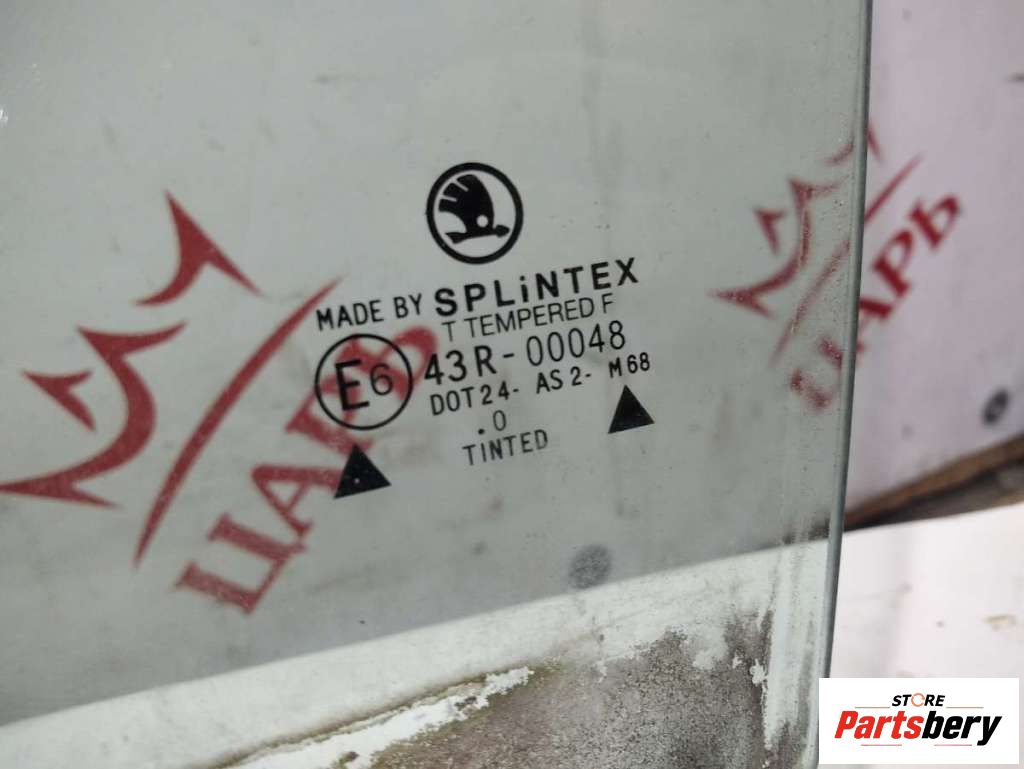 MADE BY SPLiNTEX
T TEMPERED F
E6 43R-00048
DOT24- AS2- M68
.0
TINTED
ЦАРЬ
ЦАРЬ
STORE
Partsbery